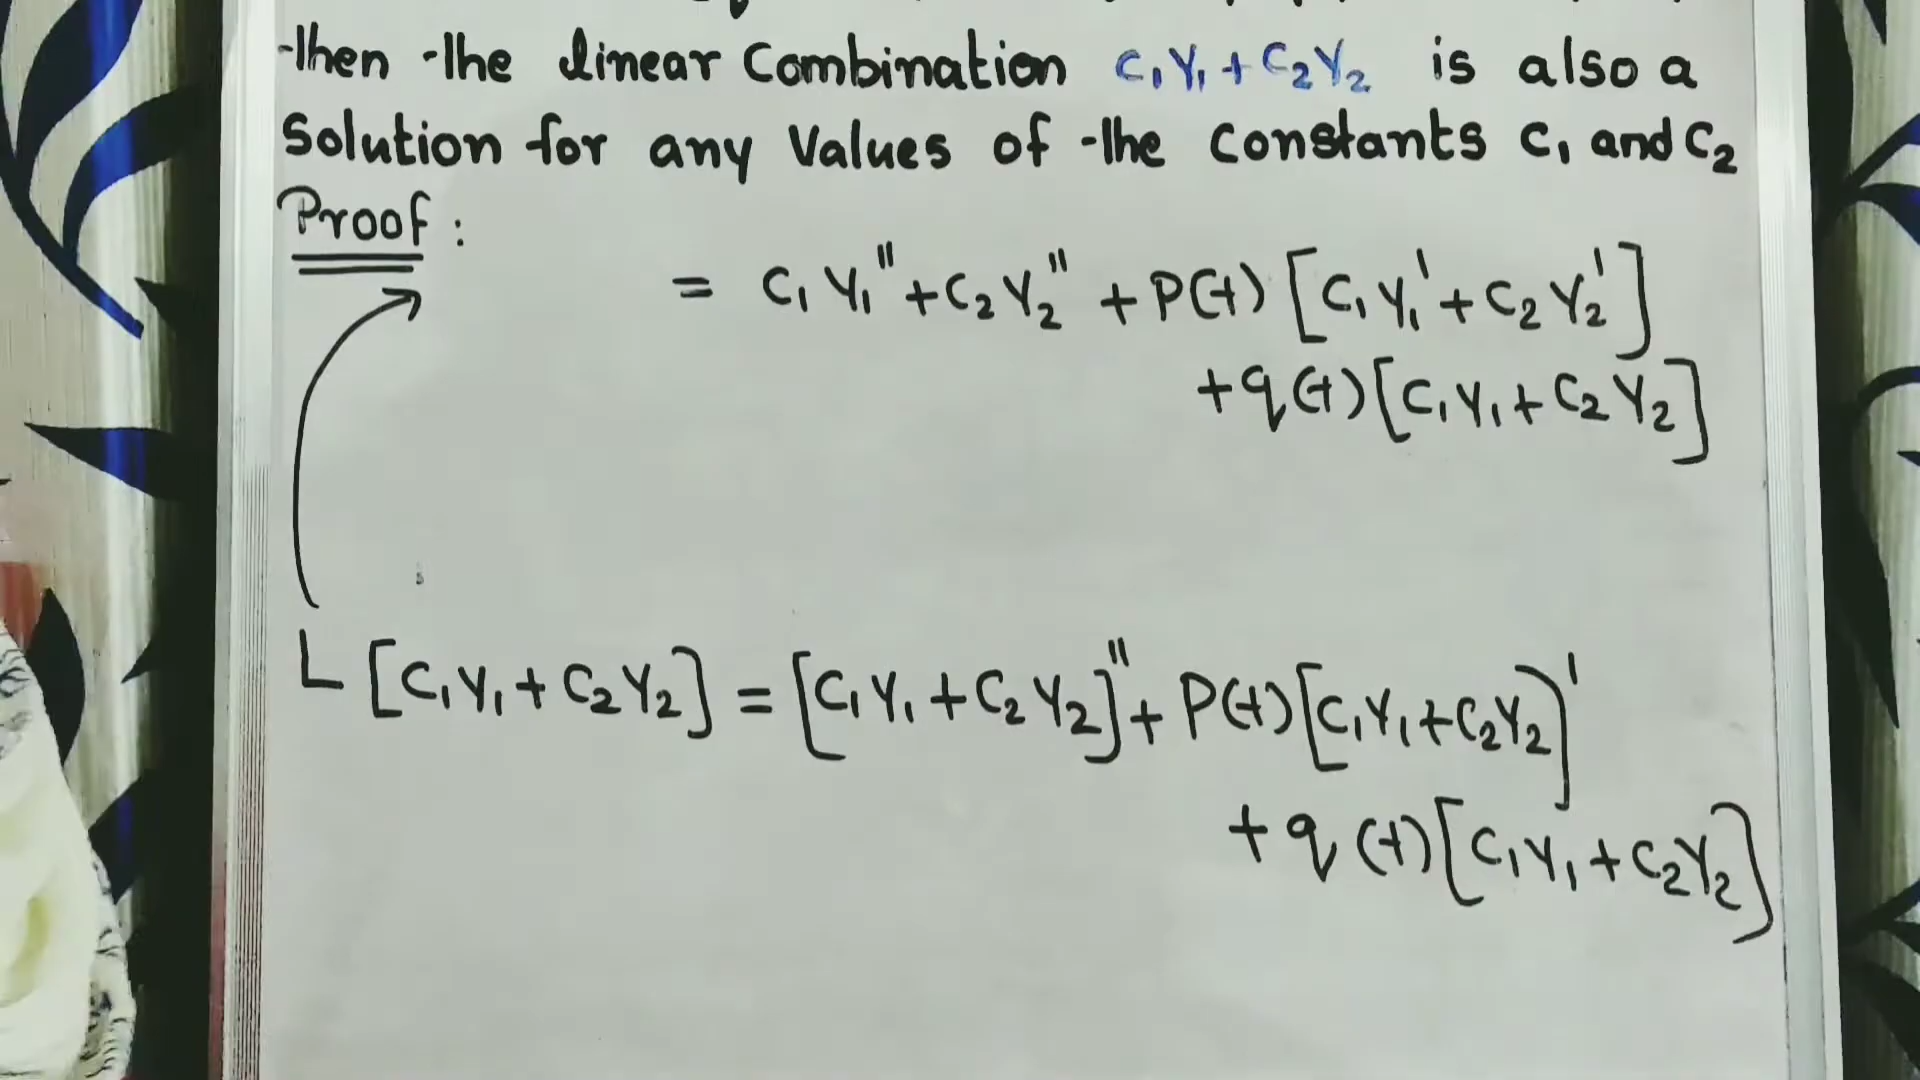 then the linear Combination C₁Y₁ + C₂Y₂ is also a
Solution for any Values of the Constants C₁ and C₂
Proof :
= C₁Y₁'' + C₂Y₂'' + P(t) [C₁Y₁' + C₂Y₂']
+ q(t) [C₁Y₁ + C₂Y₂]
L [C₁Y₁ + C₂Y₂] = [C₁Y₁ + C₂Y₂]'' + P(t) [C₁Y₁ + C₂Y₂)'
+ q(t) [C₁Y₁ + C₂Y₂]